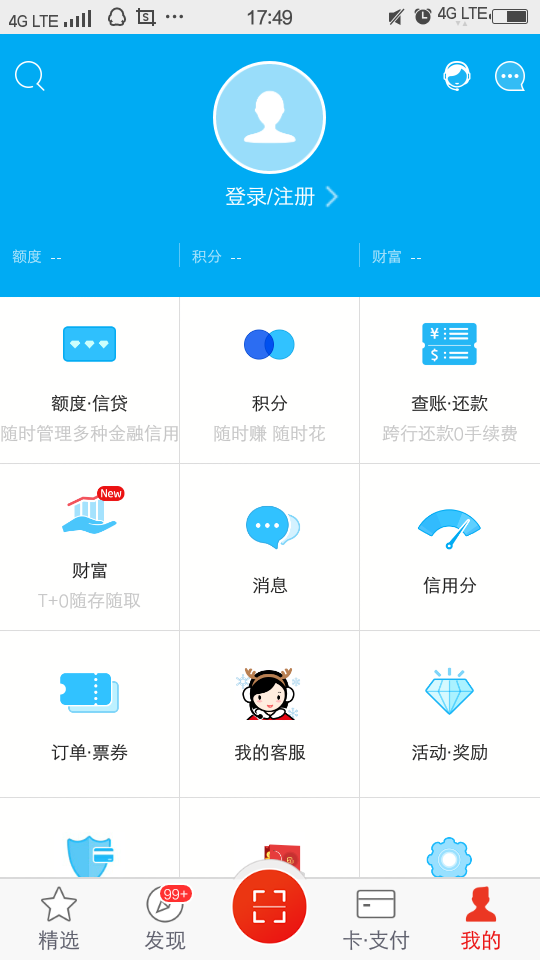 4G LTE 17:49 4G LTE
登录/注册
额度 -- 积分 -- 财富 --
额度·信贷 积分 查账·还款
随时管理多种金融信用 随时赚 随时花 跨行还款0手续费
New
财富 消息 信用分
T+0随存随取
订单·票券 我的客服 活动·奖励
99+
精选 发现 卡·支付 我的